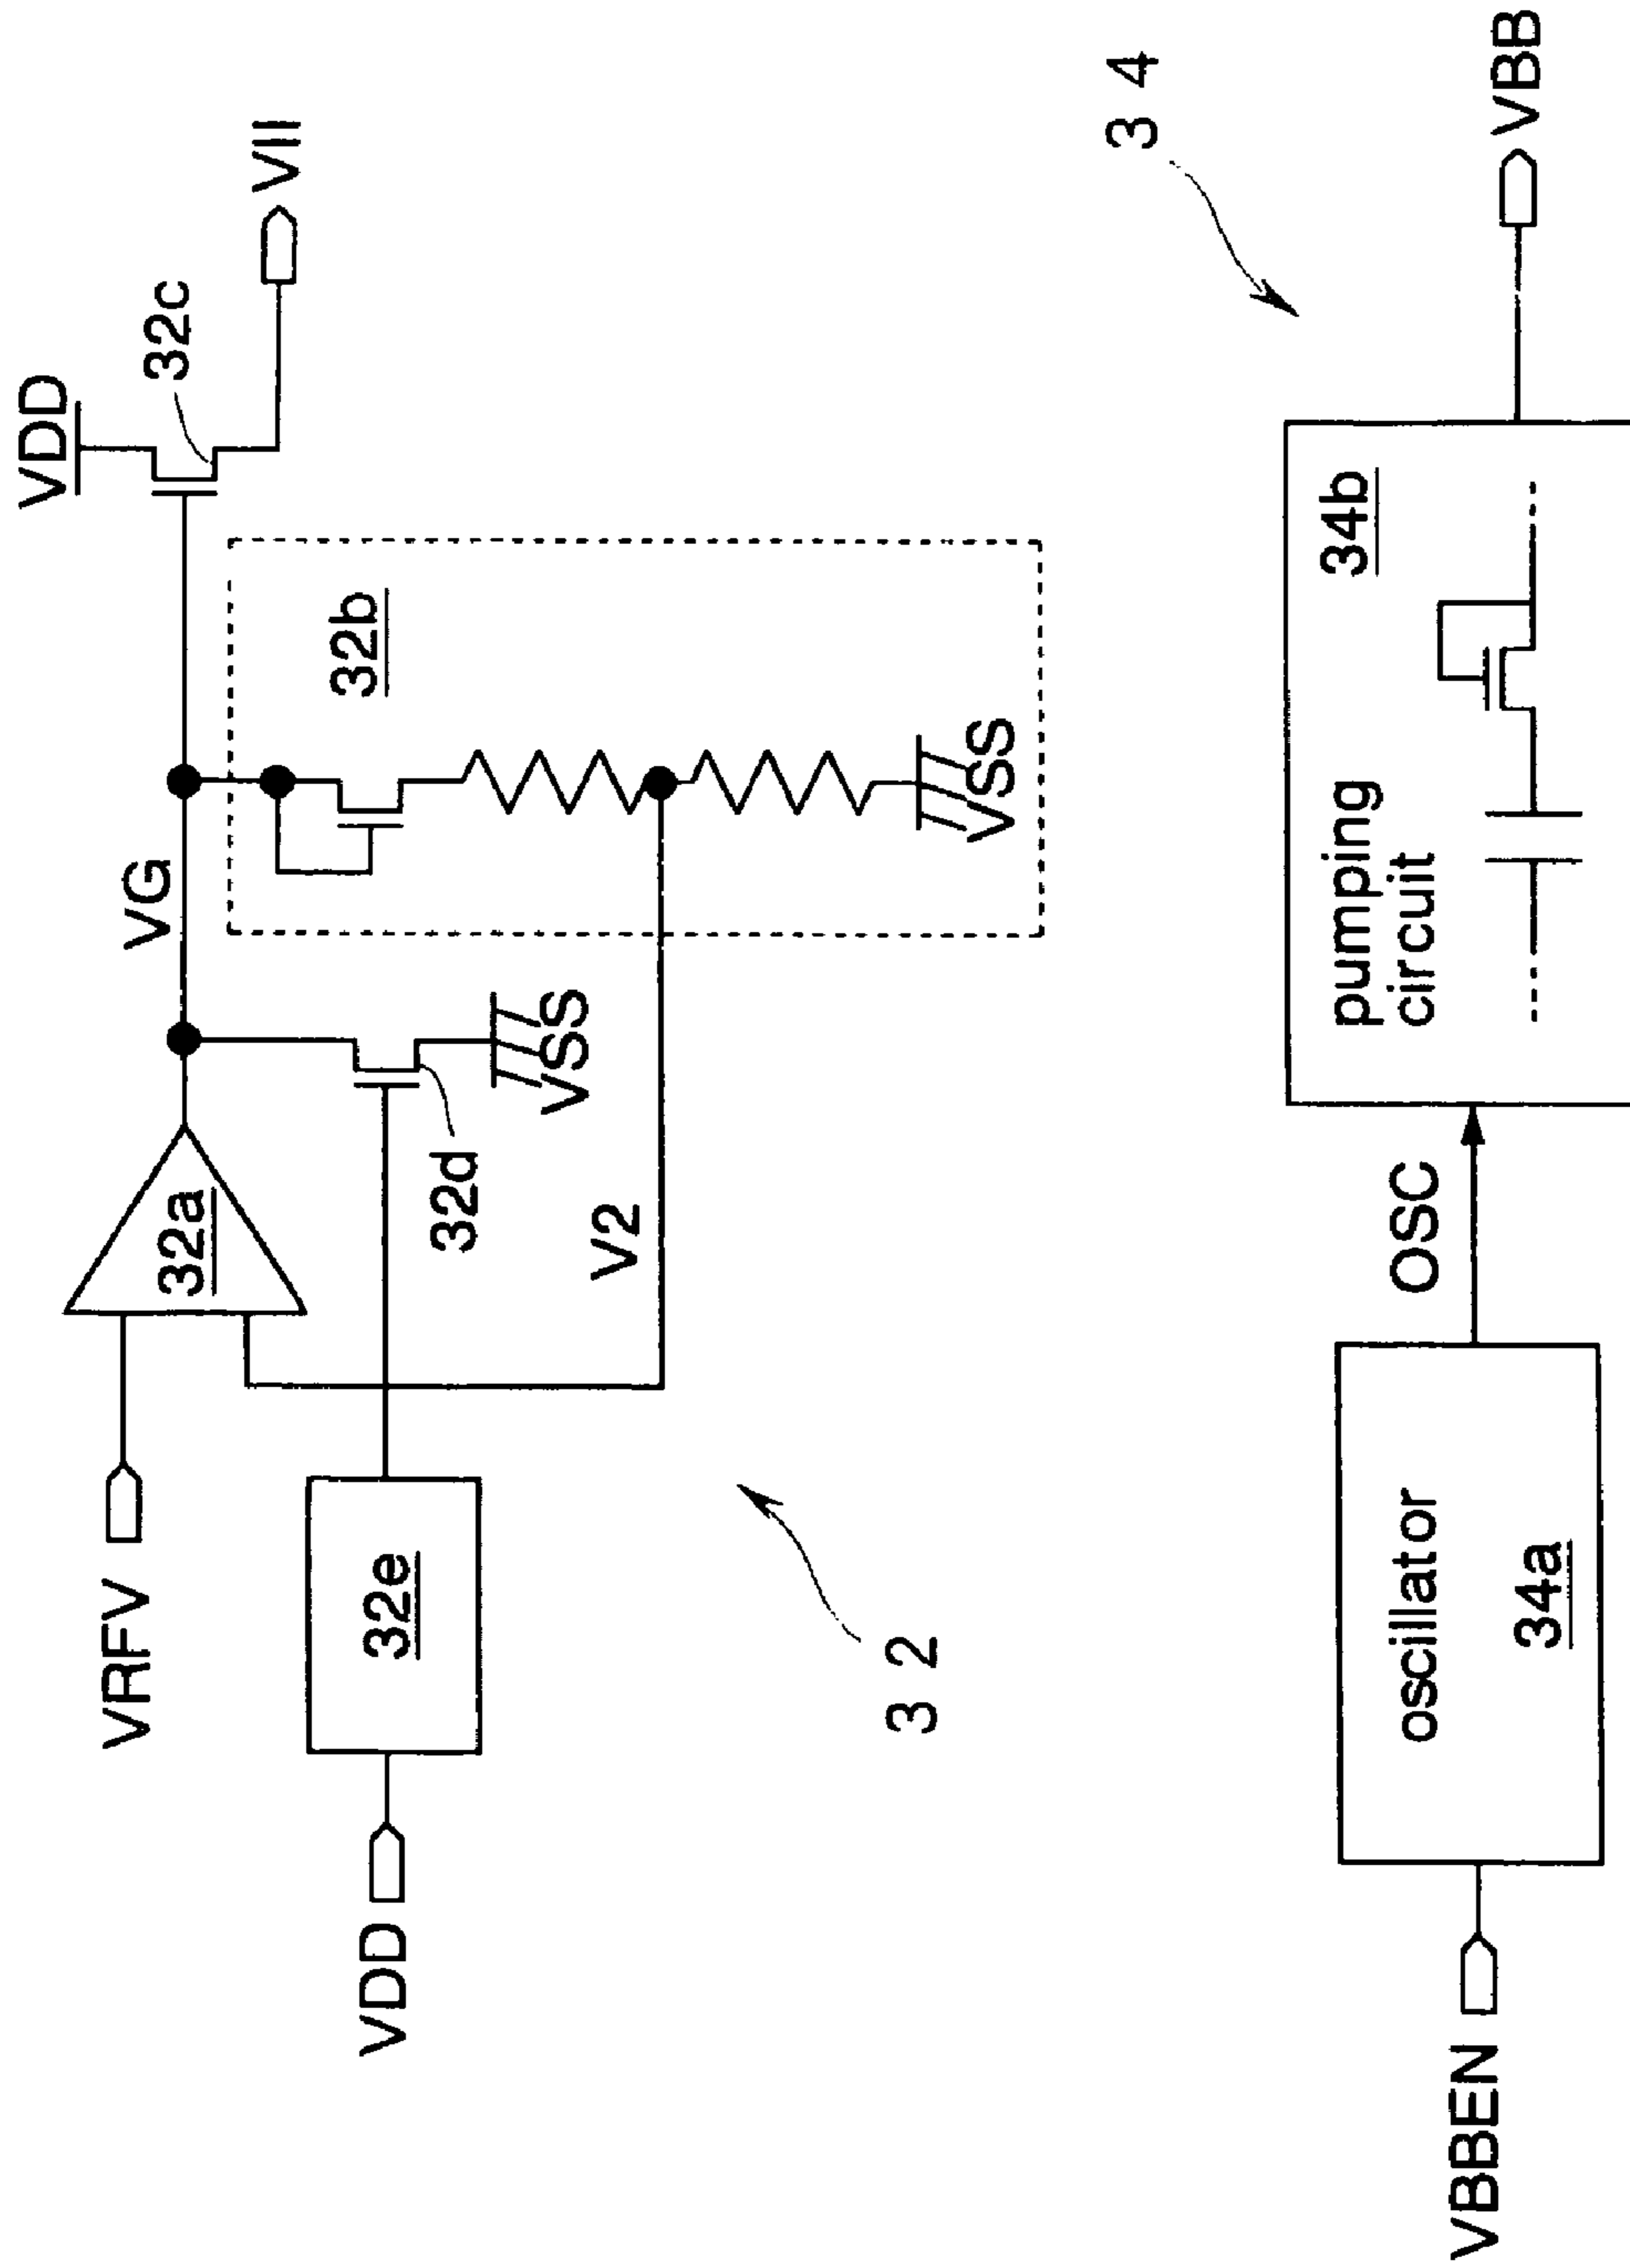 VDD
32c
VII
VG
32b
VSS
VRFV
32a
32d
VSS
V2
VDD
32e
3 2
3 4
VBBEN
oscillator
34a
OSC
pumping
circuit
34b
VBB